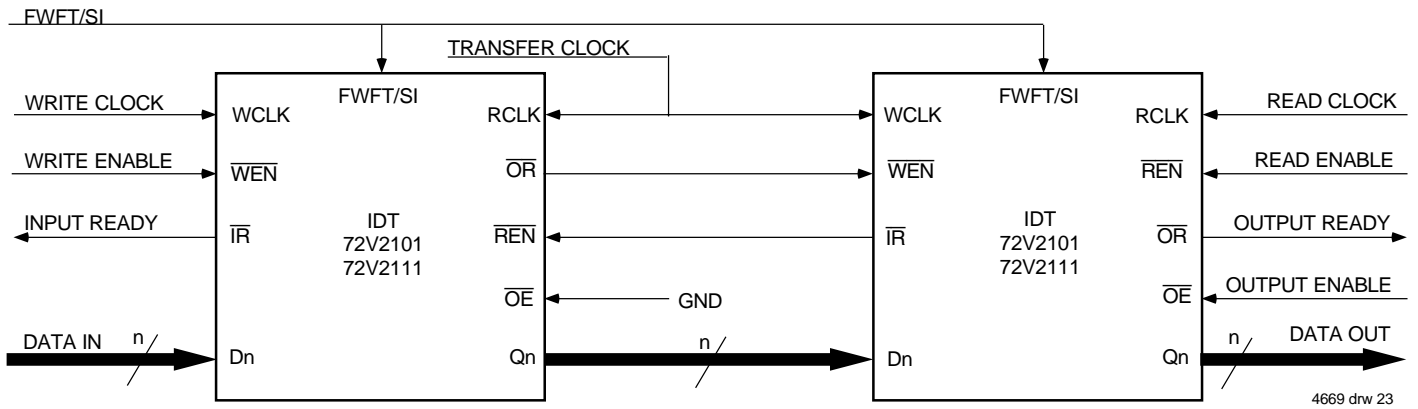 FWFT/SI
TRANSFER CLOCK
FWFT/SI
FWFT/SI
WRITE CLOCK
WCLK
RCLK
WCLK
RCLK
READ CLOCK
WRITE ENABLE
WEN
OR
WEN
REN
READ ENABLE
INPUT READY
IR
IDT
72V2101
72V2111
REN
IR
IDT
72V2101
72V2111
OR
OUTPUT READY
OE
GND
OE
OUTPUT ENABLE
DATA IN
n
Dn
Qn
n
Dn
Qn
n
DATA OUT
4669 drw 23